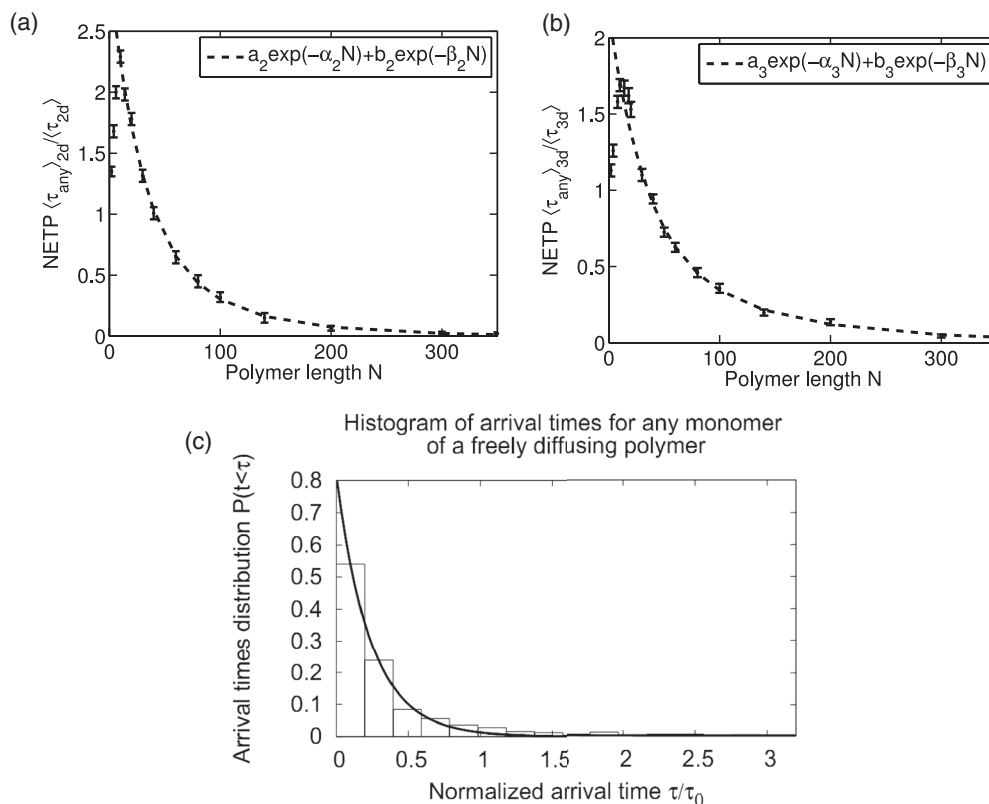 (a)
2.5
2
1.5
1
0.5
0
0
100
200
300
NETP ⟨τany⟩2d/⟨τ2d⟩
Polymer length N
a2exp(-α2N)+b2exp(-β2N)
(b)
2
1.5
1
0.5
0
0
100
200
300
NETP ⟨τany⟩3d/⟨τ3d⟩
Polymer length N
a3exp(-α3N)+b3exp(-β3N)
(c)
Histogram of arrival times for any monomer
of a freely diffusing polymer
Arrival times distribution P(t<τ)
0.8
0.7
0.6
0.5
0.4
0.3
0.2
0.1
0
0
0.5
1.0
1.5
2
2.5
3
Normalized arrival time τ/τ0